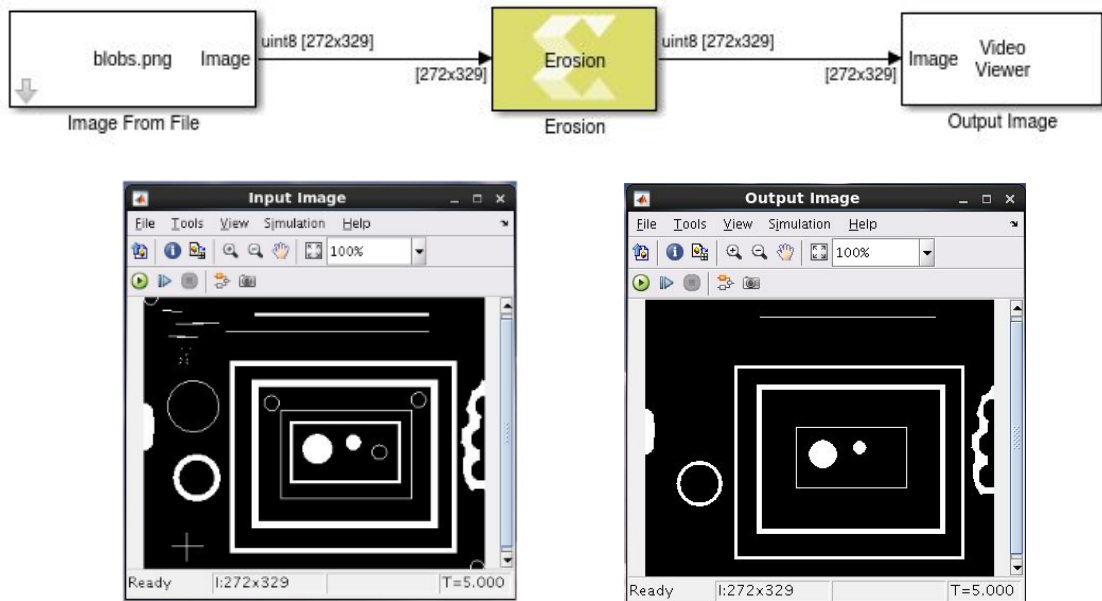 blobs.png Image
uint8 [272x329]
[272x329]
Erosion
uint8 [272x329]
[272x329]
Image Video Viewer
Image From File
Erosion
Output Image
Input Image
File Tools View Simulation Help
100%
Ready I:272x329 T=5.000
Output Image
File Tools View Simulation Help
100%
Ready I:272x329 T=5.000